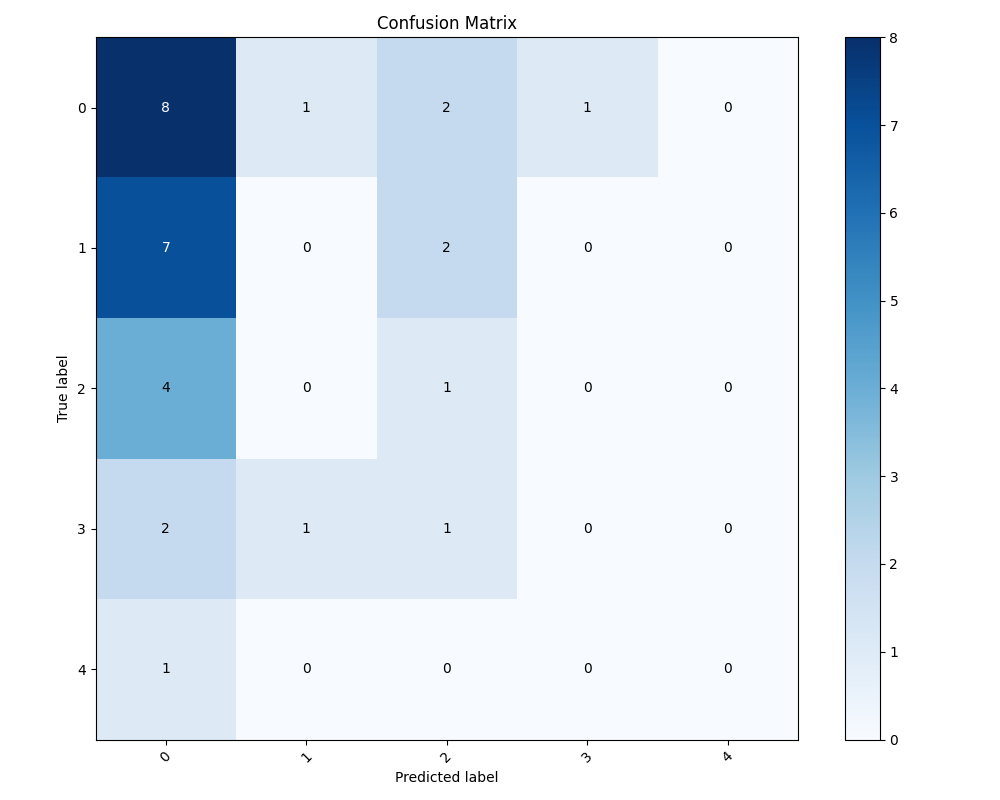 Confusion Matrix
0 8 1 2 1 0
1 7 0 2 0 0
2 4 0 1 0 0
3 2 1 1 0 0
4 1 0 0 0 0
0 1 2 3 4
True label
Predicted label
8
7
6
5
4
3
2
1
0